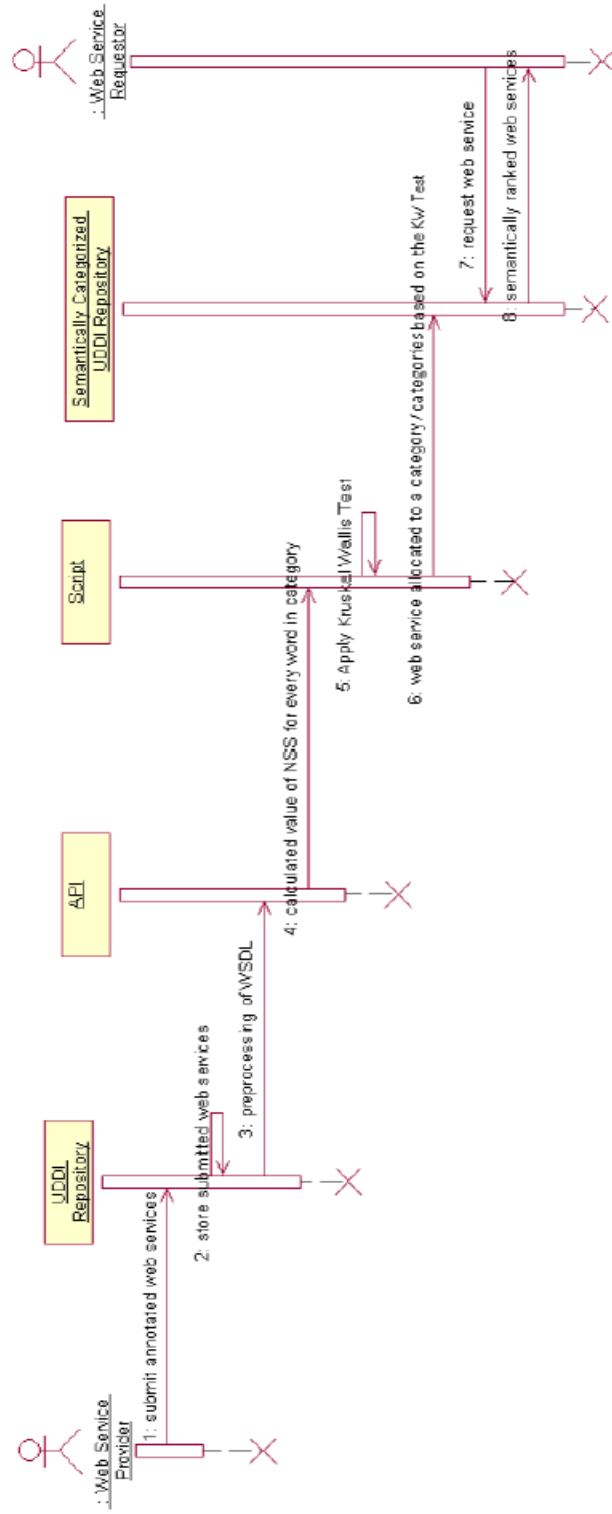 : Web Service
Provider
UDDI
Repository
API
Script
Semantically Categorized
UDDI Repository
: Web Service
Requestor
1: submit annotated web services
2: store submitted web services
3: preprocessing of WSDL
4: calculated value of NSS for every word in category
5: Apply Kruskal Wallis Test
6: web service allocated to a category/categories based on the KW Test
7: request web service
8: semantically ranked web services